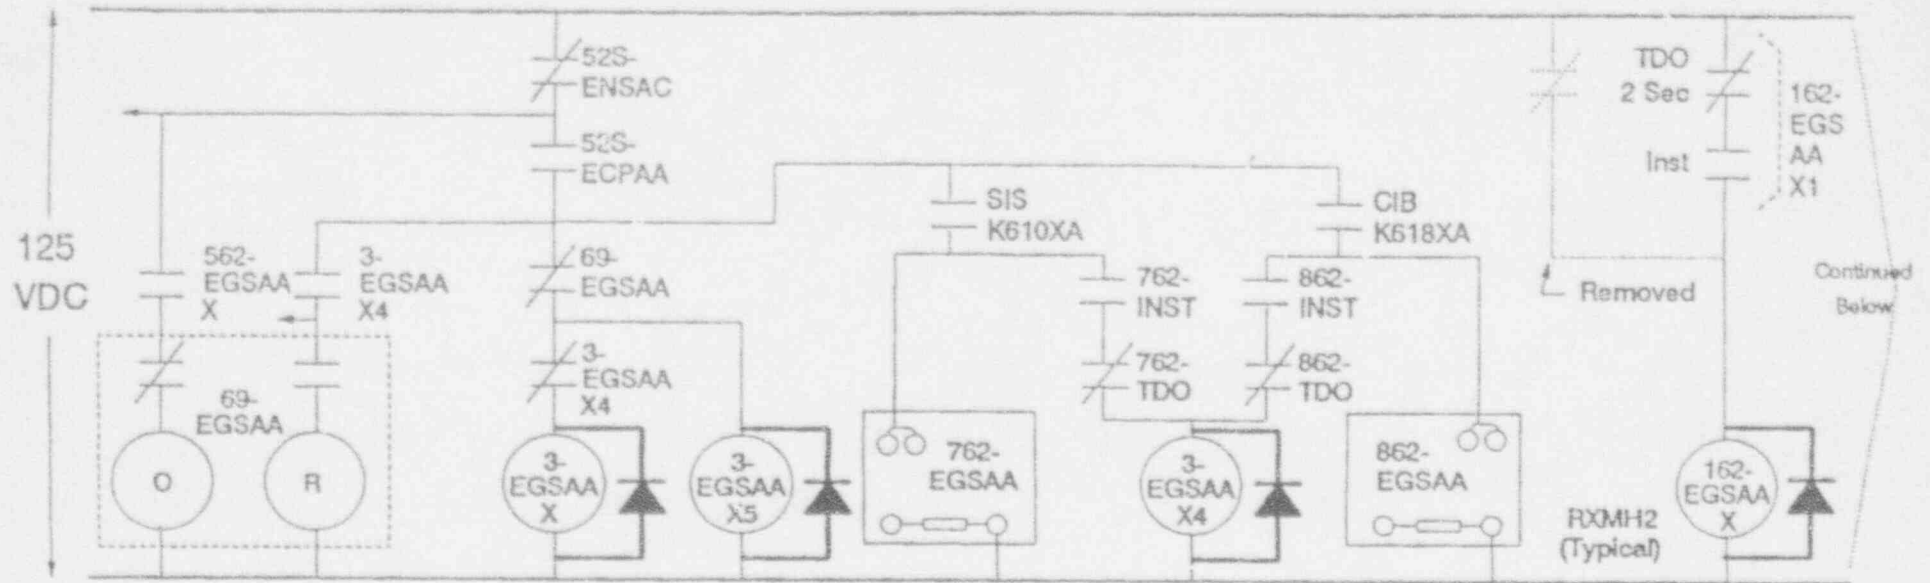 125
VDC
52S-
ENSAC
52S-
ECPAA
562-
EGSAA
X
3-
EGSAA
X4
69-
EGSAA
3-
EGSAA
X4
69-
EGSAA
O
R
3-
EGSAA
X
3-
EGSAA
X5
SIS
K610XA
CIB
K618XA
762-
INST
862-
INST
762-
TDO
862-
TDO
762-
EGSAA
3-
EGSAA
X4
862-
EGSAA
TDO
2 Sec
Inst
162-
EGS
AA
X1
Removed
Continued
Below
RXMH2
(Typical)
162-
EGSAA
X